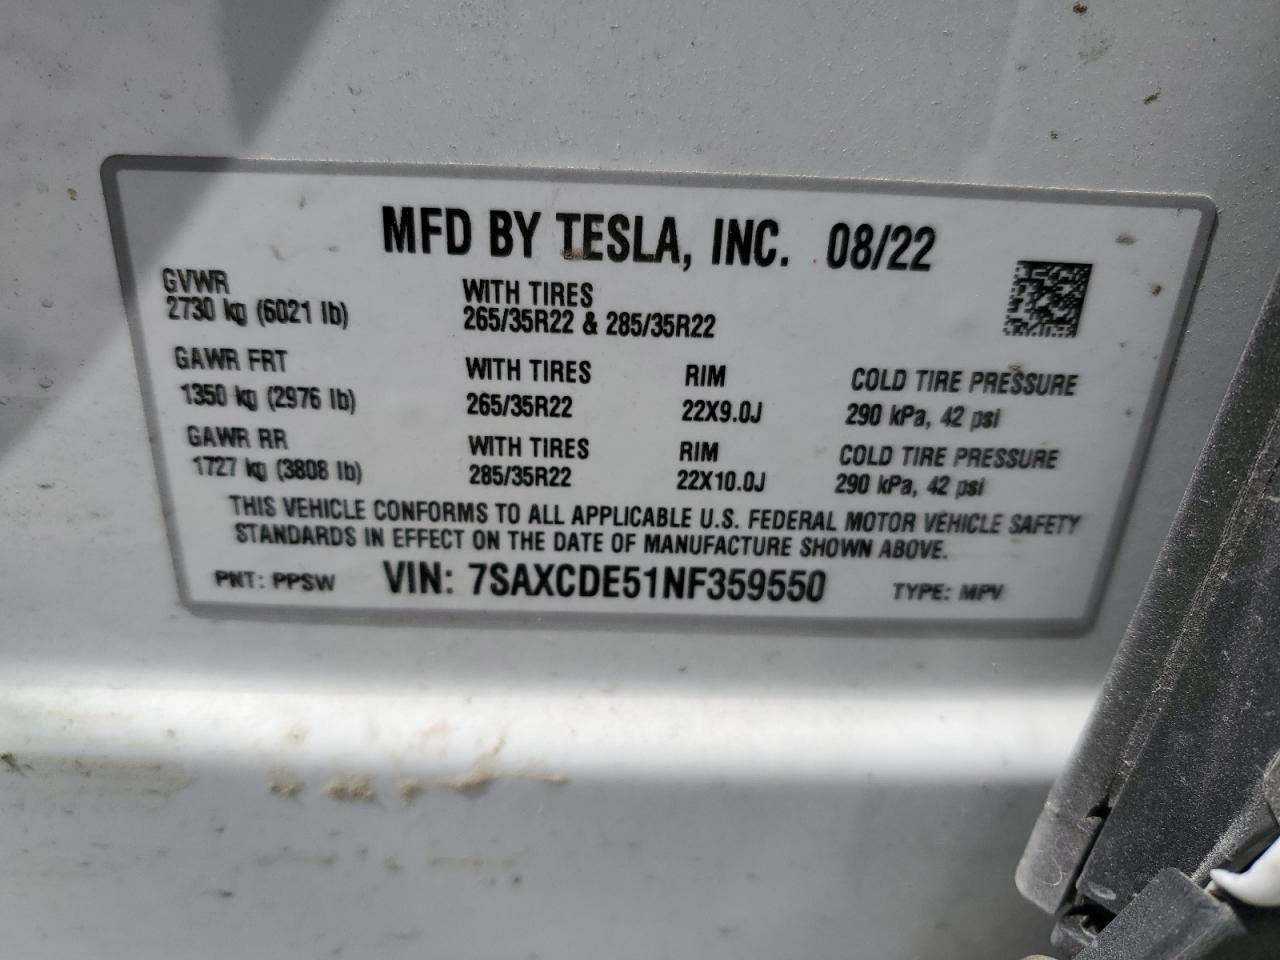 MFD BY TESLA, INC. 08/22
GVWR
2730 kg (6021 lb)
WITH TIRES
265/35R22 & 285/35R22
GAWR FRT WITH TIRES RIM COLD TIRE PRESSURE
1350 kg (2976 lb) 265/35R22 22X9.0J 290 kPa, 42 psi
GAWR RR WITH TIRES RIM COLD TIRE PRESSURE
1727 kg (3808 lb) 285/35R22 22X10.0J 290 kPa, 42 psi
THIS VEHICLE CONFORMS TO ALL APPLICABLE U.S. FEDERAL MOTOR VEHICLE SAFETY
STANDARDS IN EFFECT ON THE DATE OF MANUFACTURE SHOWN ABOVE.
PNT: PPSW VIN: 7SAXCDE51NF359550 TYPE: MPV